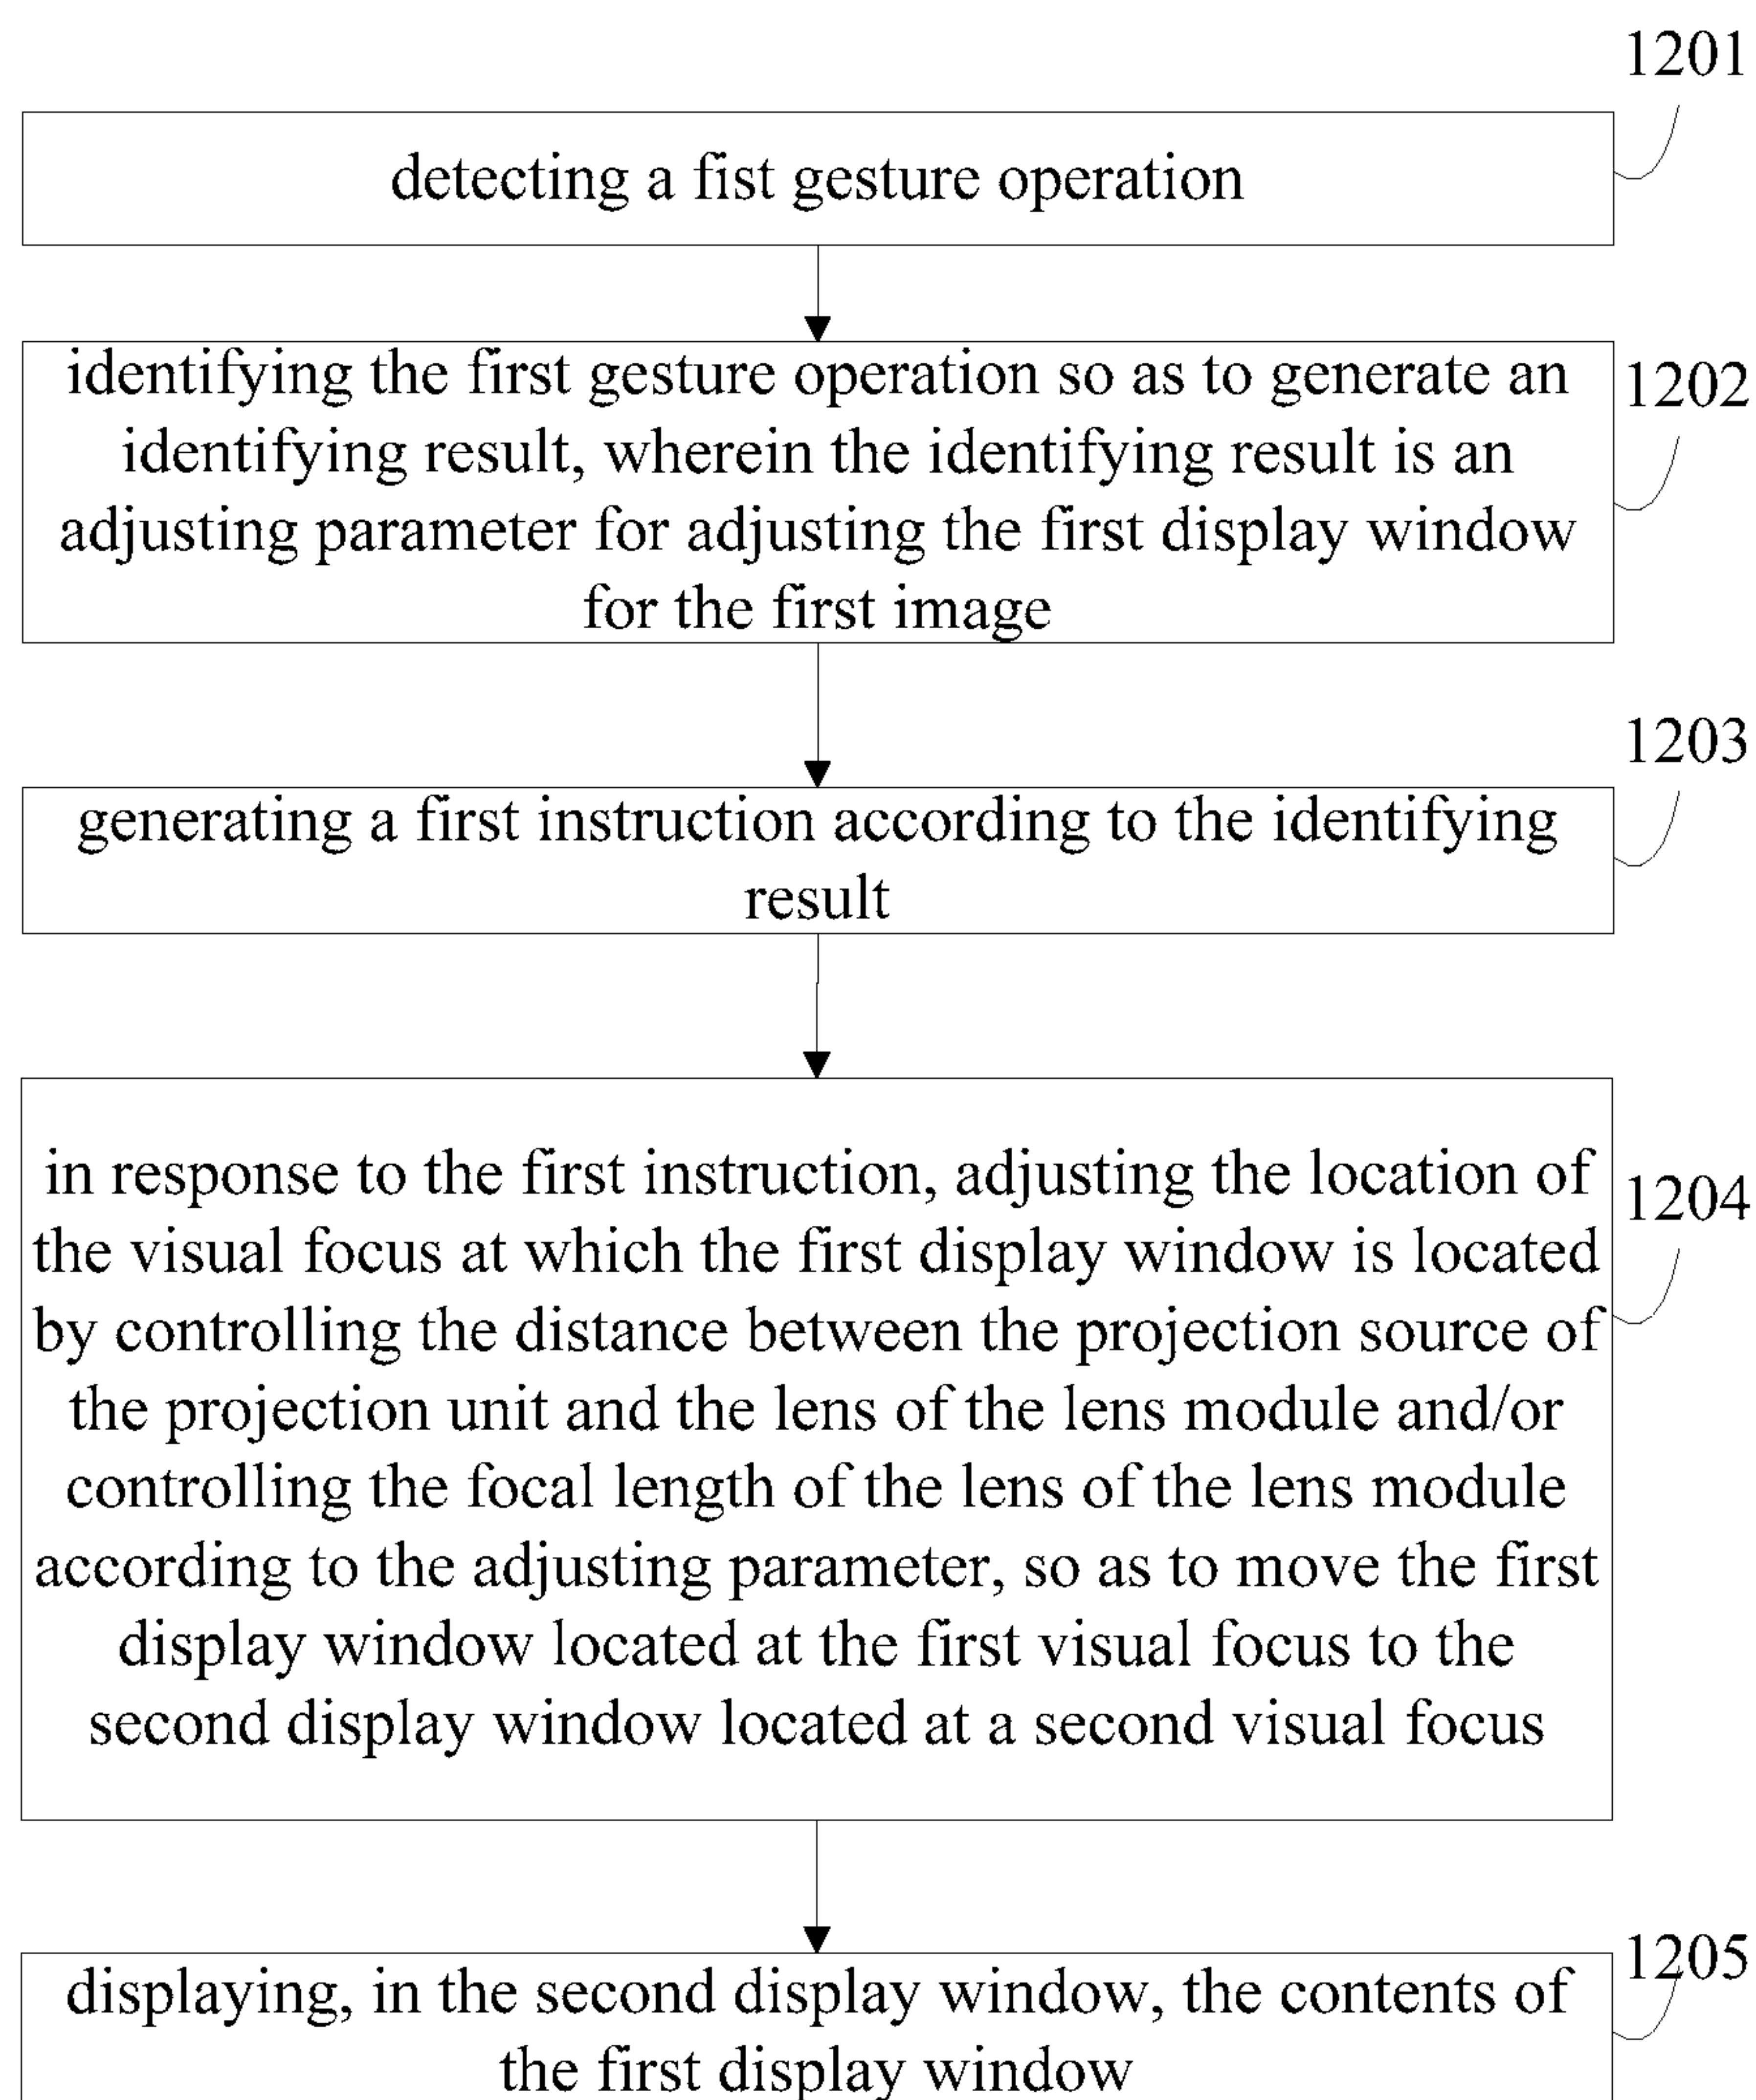 1201
detecting a fist gesture operation
identifying the first gesture operation so as to generate an
1202
identifying result, wherein the identifying result is an
adjusting parameter for adjusting the first display window
for the first image
1203
generating a first instruction according to the identifying
result
in response to the first instruction, adjusting the location of
1204
the visual focus at which the first display window is located
by controlling the distance between the projection source of
the projection unit and the lens of the lens module and/or
controlling the focal length of the lens of the lens module
according to the adjusting parameter, so as to move the first
display window located at the first visual focus to the
second display window located at a second visual focus
1205
displaying, in the second display window, the contents of
the first display window